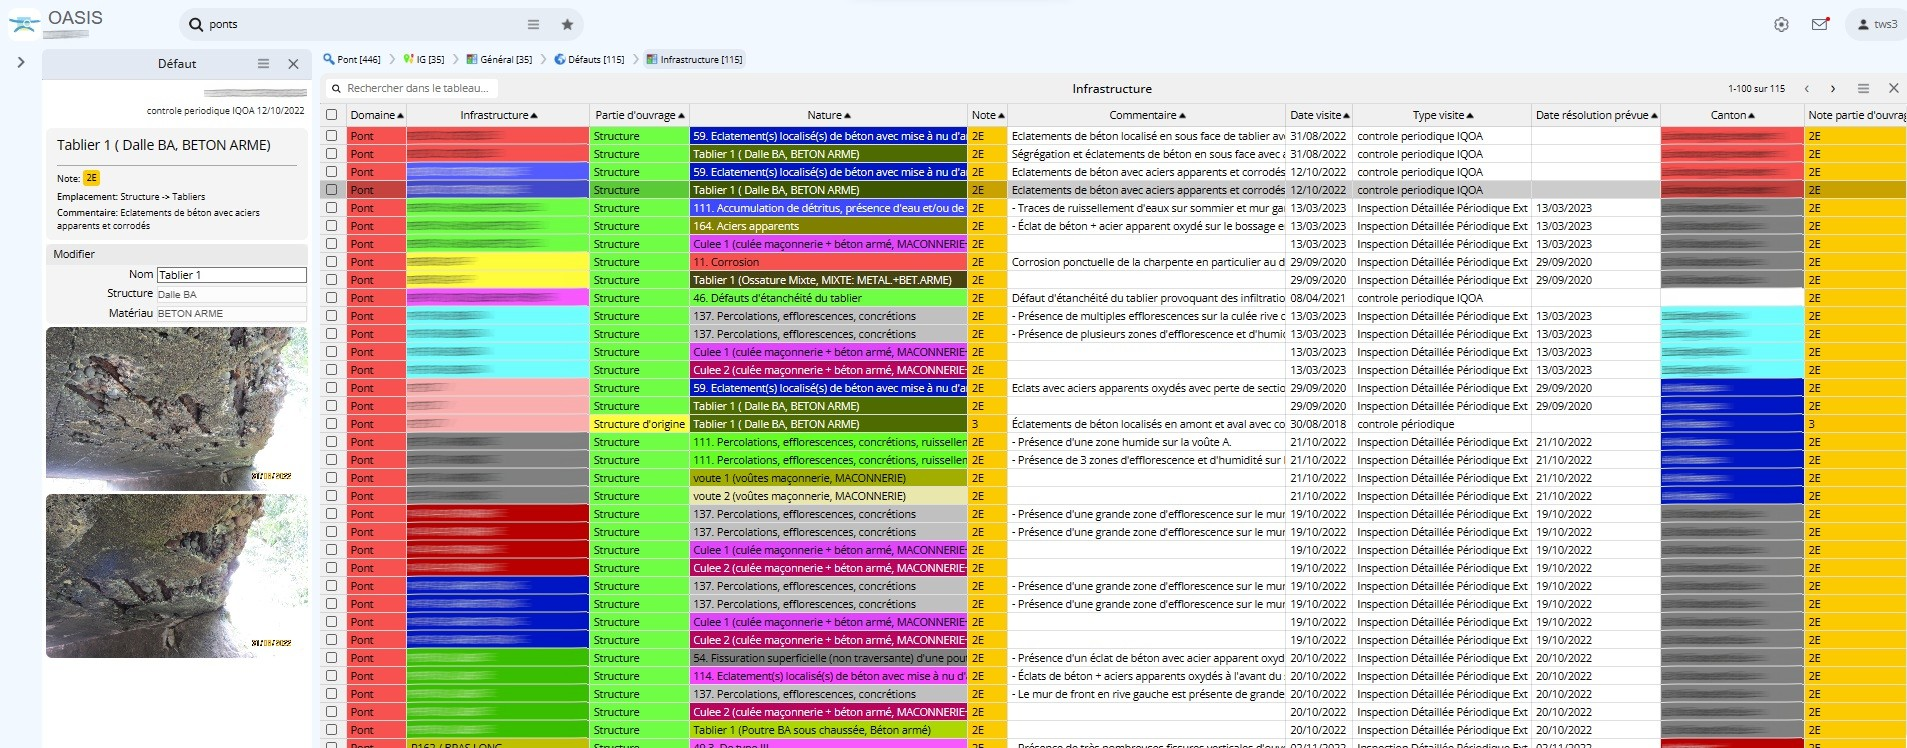 OASIS
ponts
tws3
Défaut
controle periodique IQOA 12/10/2022
Tablier 1 ( Dalle BA, BETON ARME)
Note: 2E
Emplacement: Structure -> Tabliers
Commentaire: Eclatements de béton avec aciers
apparents et corrodés
Modifier
Nom Tablier 1
Structure Dalle BA
Matériau BETON ARME
31/08/2022
31/08/2022
Pont [446] IG [35] Général [35] Défauts [115] Infrastructure [115]
Rechercher dans le tableau... Infrastructure 1-100 sur 115
Domaine Infrastructure Partie d'ouvrage Nature Note Commentaire Date visite Type visite Date résolution prévue Canton Note partie d'ouvrag
Pont Structure 59. Eclatement(s) localisé(s) de béton avec mise à nu d'a 2E Eclatements de béton localisé en sous face de tablier av 31/08/2022 controle periodique IQOA 2E
Pont Structure Tablier 1 ( Dalle BA, BETON ARME) 2E Ségrégation et éclatements de béton en sous face avec a 31/08/2022 controle periodique IQOA 2E
Pont Structure 59. Eclatement(s) localisé(s) de béton avec mise à nu d'a 2E Eclatements de béton avec aciers apparents et corrodés 12/10/2022 controle periodique IQOA 2E
Pont Structure Tablier 1 ( Dalle BA, BETON ARME) 2E Eclatements de béton avec aciers apparents et corrodés 12/10/2022 controle periodique IQOA 2E
Pont Structure 111. Accumulation de détritus, présence d'eau et/ou de 2E - Traces de ruissellement d'eaux sur sommier et mur ga 13/03/2023 Inspection Détaillée Périodique Ext 13/03/2023 2E
Pont Structure 164. Aciers apparents 2E - Éclat de béton + acier apparent oxydé sur le bossage e 13/03/2023 Inspection Détaillée Périodique Ext 13/03/2023 2E
Pont Structure Culee 1 (culée maçonnerie + béton armé, MACONNERIE- 2E 13/03/2023 Inspection Détaillée Périodique Ext 13/03/2023 2E
Pont Structure 11. Corrosion 2E Corrosion ponctuelle de la charpente en particulier au d 29/09/2020 Inspection Détaillée Périodique Ext 29/09/2020 2E
Pont Structure Tablier 1 (Ossature Mixte, MIXTE: METAL.+BET.ARME) 2E 29/09/2020 Inspection Détaillée Périodique Ext 29/09/2020 2E
Pont Structure 46. Défauts d'étanchéité du tablier 2E Défaut d'étanchéité du tablier provoquant des infiltratio 08/04/2021 controle periodique IQOA 2E
Pont Structure 137. Percolations, efflorescences, concrétions 2E - Présence de multiples efflorescences sur la culée rive c 13/03/2023 Inspection Détaillée Périodique Ext 13/03/2023 2E
Pont Structure 137. Percolations, efflorescences, concrétions 2E - Présence de plusieurs zones d'efflorescence et d'humic 13/03/2023 Inspection Détaillée Périodique Ext 13/03/2023 2E
Pont Structure Culee 1 (culée maçonnerie + béton armé, MACONNERIE- 2E 13/03/2023 Inspection Détaillée Périodique Ext 13/03/2023 2E
Pont Structure Culee 2 (culée maçonnerie + béton armé, MACONNERIE- 2E 13/03/2023 Inspection Détaillée Périodique Ext 13/03/2023 2E
Pont Structure 59. Eclatement(s) localisé(s) de béton avec mise à nu d'a 2E Eclats avec aciers apparents oxydés avec perte de sectio 29/09/2020 Inspection Détaillée Périodique Ext 29/09/2020 2E
Pont Structure Tablier 1 ( Dalle BA, BETON ARME) 2E 29/09/2020 Inspection Détaillée Périodique Ext 29/09/2020 2E
Pont Structure d'origine Tablier 1 ( Dalle BA, BETON ARME) 3 Éclatements de béton localisés en amont et aval avec co 30/08/2018 contrôle périodique 3
Pont Structure 111. Percolations, efflorescences, concrétions, ruissellen 2E - Présence d'une zone humide sur la voûte A. 21/10/2022 Inspection Détaillée Périodique Ext 21/10/2022 2E
Pont Structure 111. Percolations, efflorescences, concrétions, ruissellen 2E - Présence de 3 zones d'efflorescence et d'humidité sur l 21/10/2022 Inspection Détaillée Périodique Ext 21/10/2022 2E
Pont Structure voute 1 (voûtes maçonnerie, MACONNERIE) 2E 21/10/2022 Inspection Détaillée Périodique Ext 21/10/2022 2E
Pont Structure voute 2 (voûtes maçonnerie, MACONNERIE) 2E 21/10/2022 Inspection Détaillée Périodique Ext 21/10/2022 2E
Pont Structure 137. Percolations, efflorescences, concrétions 2E - Présence d'une grande zone d'efflorescence sur le mur 19/10/2022 Inspection Détaillée Périodique Ext 19/10/2022 2E
Pont Structure 137. Percolations, efflorescences, concrétions 2E - Présence d'une grande zone d'efflorescence sur le mur 19/10/2022 Inspection Détaillée Périodique Ext 19/10/2022 2E
Pont Structure Culee 1 (culée maçonnerie + béton armé, MACONNERIE- 2E 19/10/2022 Inspection Détaillée Périodique Ext 19/10/2022 2E
Pont Structure Culee 2 (culée maçonnerie + béton armé, MACONNERIE- 2E 19/10/2022 Inspection Détaillée Périodique Ext 19/10/2022 2E
Pont Structure 137. Percolations, efflorescences, concrétions 2E - Présence d'une grande zone d'efflorescence sur le mur 19/10/2022 Inspection Détaillée Périodique Ext 19/10/2022 2E
Pont Structure 137. Percolations, efflorescences, concrétions 2E - Présence d'une grande zone d'efflorescence sur le mur 19/10/2022 Inspection Détaillée Périodique Ext 19/10/2022 2E
Pont Structure Culee 1 (culée maçonnerie + béton armé, MACONNERIE- 2E 19/10/2022 Inspection Détaillée Périodique Ext 19/10/2022 2E
Pont Structure Culee 2 (culée maçonnerie + béton armé, MACONNERIE- 2E 19/10/2022 Inspection Détaillée Périodique Ext 19/10/2022 2E
Pont Structure 54. Fissuration superficielle (non traversante) d'une pout 2E - Présence d'un éclat de béton avec acier apparent oxyd 20/10/2022 Inspection Détaillée Périodique Ext 20/10/2022 2E
Pont Structure 114. Eclatement(s) localisé(s) de béton avec mise à nu d' 2E - Éclats de béton + aciers apparents oxydés à l'avant du 20/10/2022 Inspection Détaillée Périodique Ext 20/10/2022 2E
Pont Structure 137. Percolations, efflorescences, concrétions 2E - Le mur de front en rive gauche est présente de grande 20/10/2022 Inspection Détaillée Périodique Ext 20/10/2022 2E
Pont Structure Culee 2 (culée maçonnerie + béton armé, MACONNERIE- 2E 20/10/2022 Inspection Détaillée Périodique Ext 20/10/2022 2E
Pont Structure Tablier 1 (Poutre BA sous chaussée, Béton armé) 2E 20/10/2022 Inspection Détaillée Périodique Ext 20/10/2022 2E